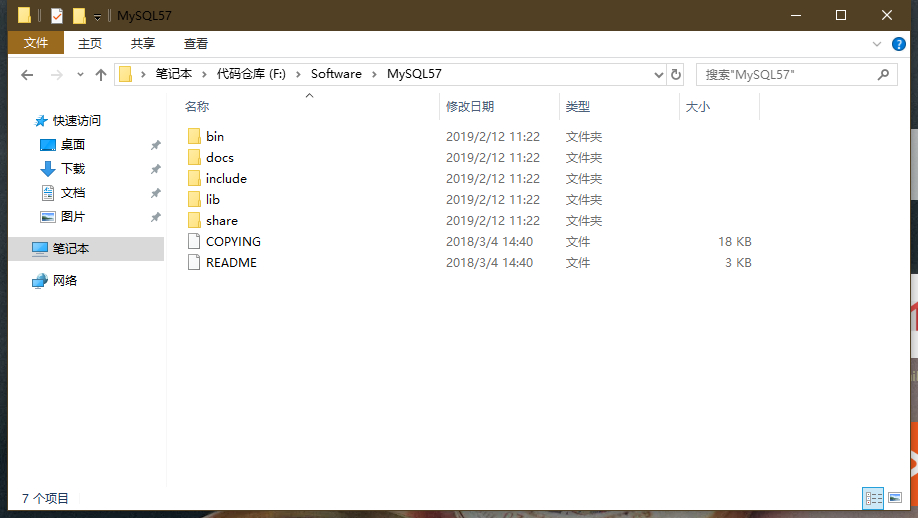 MySQL57
文件 主页 共享 查看
笔记本 代码仓库 (F:) Software MySQL57 搜索"MySQL57"
名称 修改日期 类型 大小
快速访问
桌面
下载
文档
图片
笔记本
网络
bin 2019/2/12 11:22 文件夹
docs 2019/2/12 11:22 文件夹
include 2019/2/12 11:22 文件夹
lib 2019/2/12 11:22 文件夹
share 2019/2/12 11:22 文件夹
COPYING 2018/3/4 14:40 文件 18 KB
README 2018/3/4 14:40 文件 3 KB
7 个项目